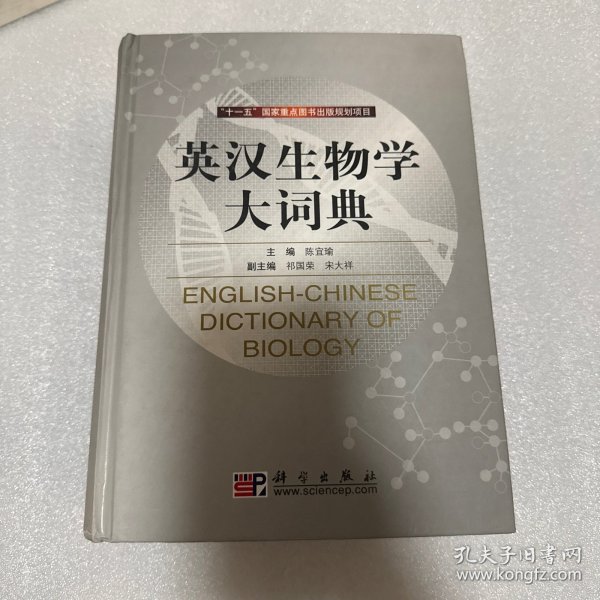 “十一五”国家重点图书出版规划项目
英汉生物学
大词典
主 编 陈宜瑜
副主编 祁国荣 宋大祥
ENGLISH-CHINESE
DICTIONARY OF
BIOLOGY
SP 科学出版社
www.sciencep.com
孔夫子旧书网
www.kongfz.com